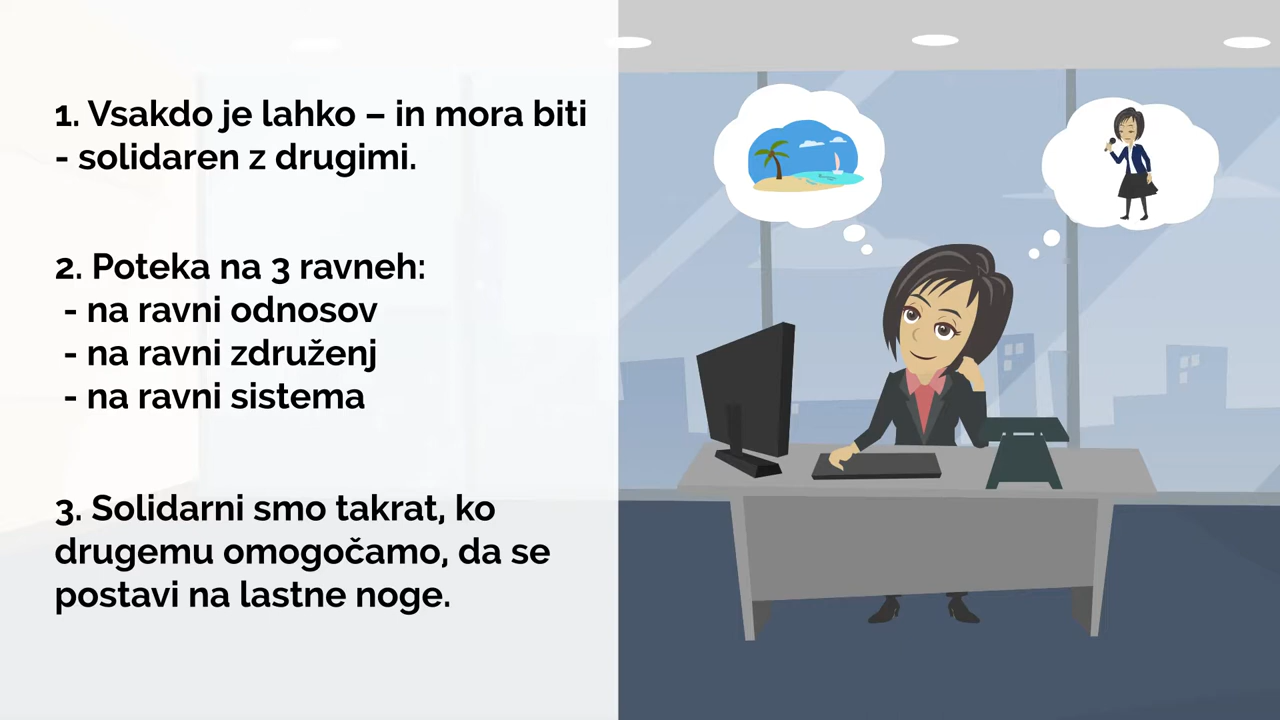 1. Vsakdo je lahko – in mora biti
- solidaren z drugimi.
2. Poteka na 3 ravneh:
- na ravni odnosov
- na ravni združenj
- na ravni sistema
3. Solidarni smo takrat, ko
drugemu omogočamo, da se
postavi na lastne noge.